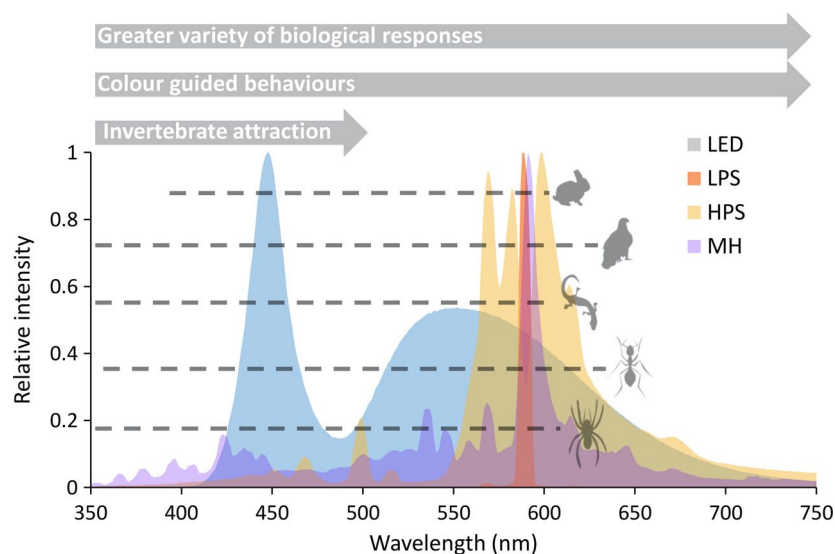 Greater variety of biological responses
Colour guided behaviours
Invertebrate attraction
LED
LPS
HPS
MH
Relative intensity
1
0.8
0.6
0.4
0.2
0
350 400 450 500 550 600 650 700 750
Wavelength (nm)